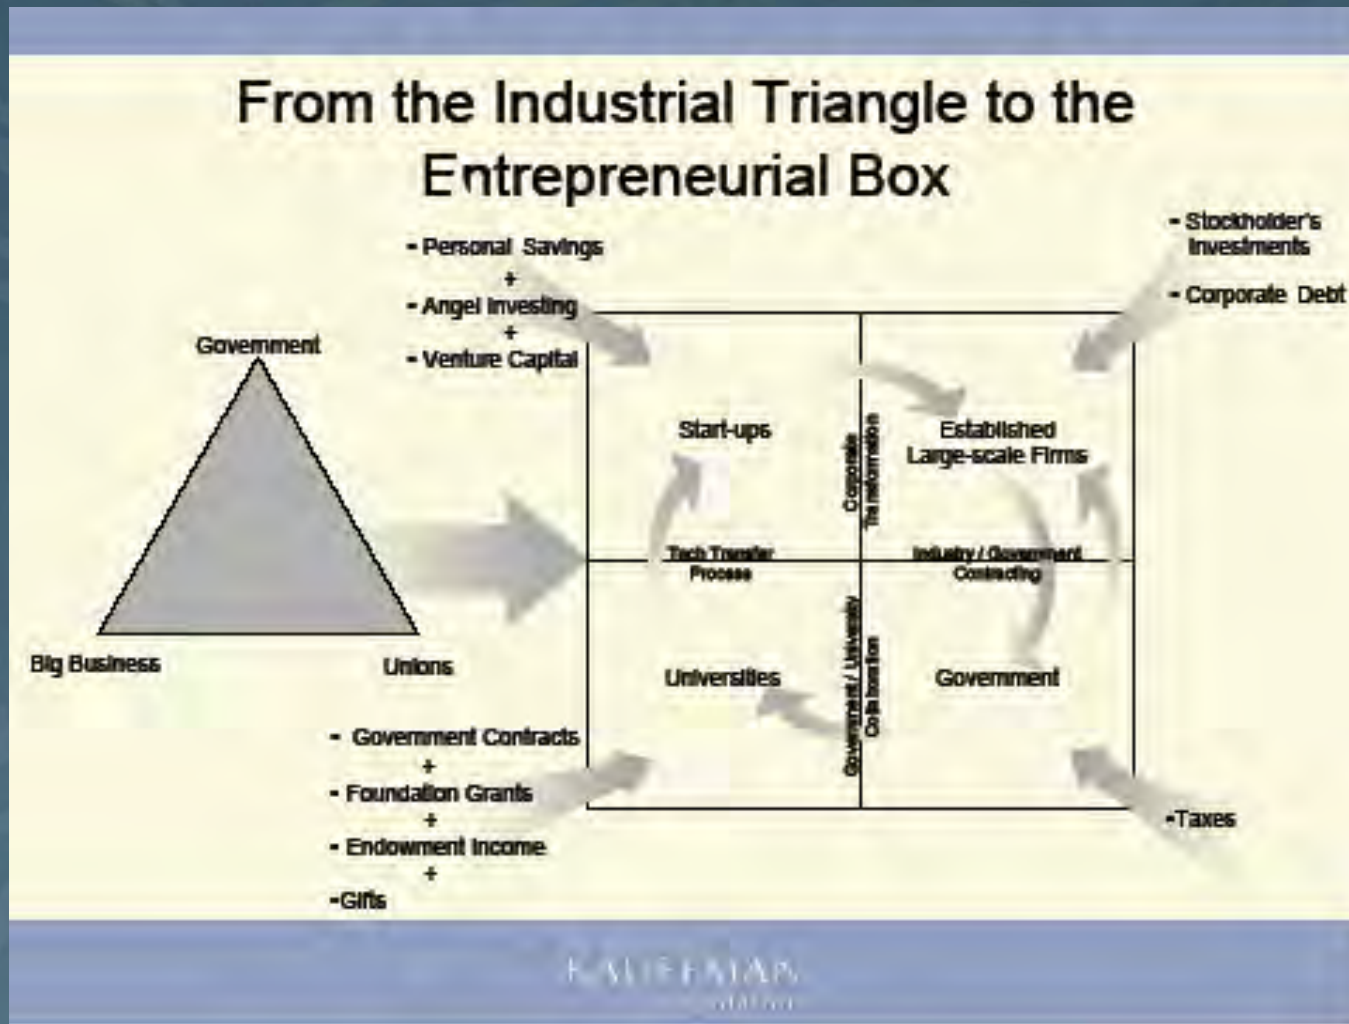 From the Industrial Triangle to the
Entrepreneurial Box
- Personal Savings
+
- Angel Investing
+
- Venture Capital
- Stockholder's
Investments
- Corporate Debt
Government
Big Business
Unions
Start-ups
Corporate
Transformation
Established
Large-scale Firms
Tech Transfer
Process
Industry / Government
Contracting
Universities
Government / University
Collaboration
Government
- Government Contracts
+
- Foundation Grants
+
- Endowment Income
+
-Gifts
-Taxes
KAUFFMAN